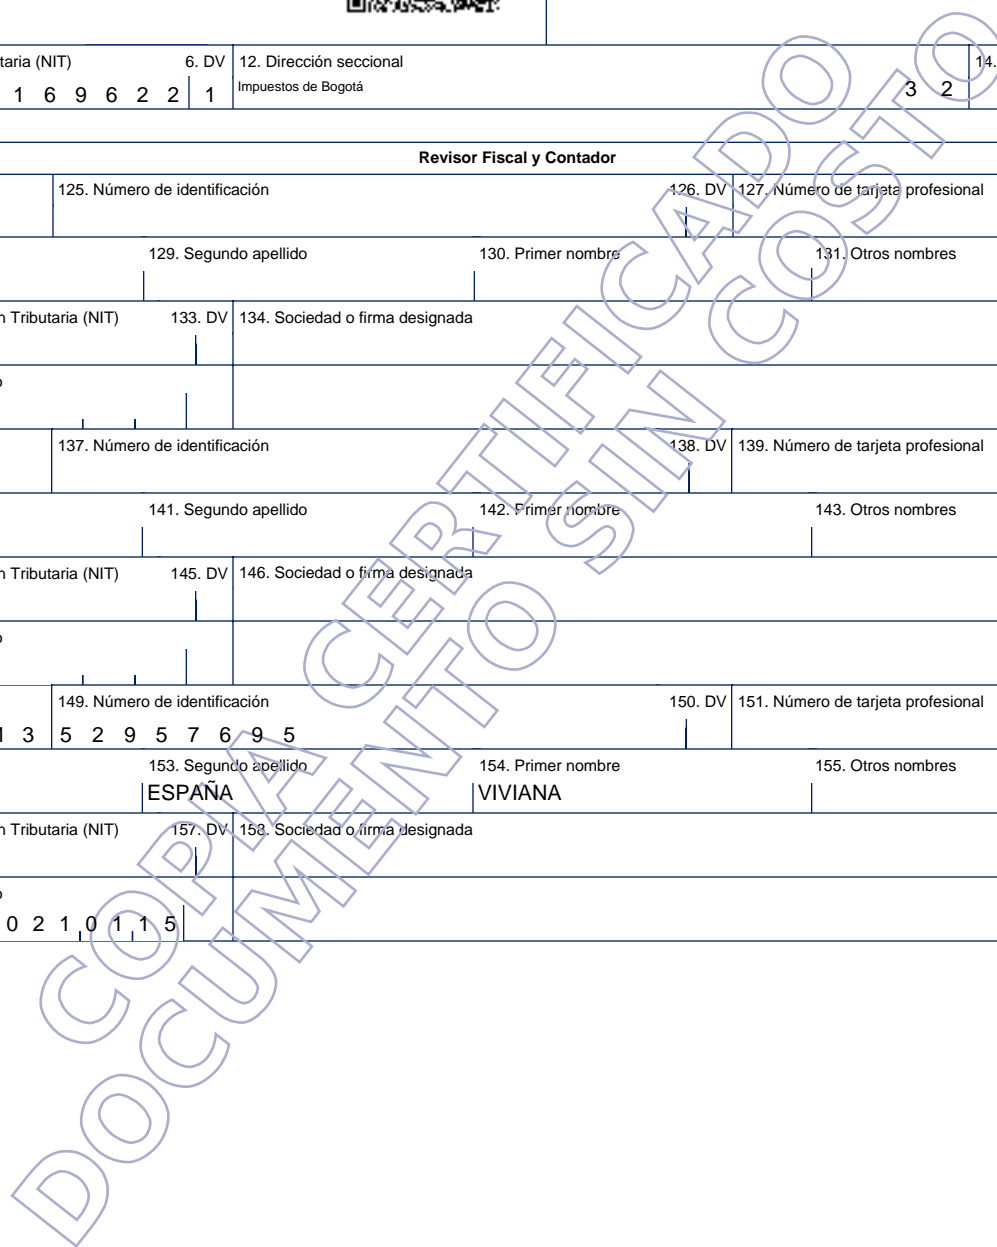 taria (NIT) 6. DV 12. Dirección seccional 14.
1 6 9 6 2 2 1 Impuestos de Bogotá 3 2
Revisor Fiscal y Contador
125. Número de identificación 126. DV 127. Número de tarjeta profesional
129. Segundo apellido 130. Primer nombre 131. Otros nombres
n Tributaria (NIT) 133. DV 134. Sociedad o firma designada
o
137. Número de identificación 138. DV 139. Número de tarjeta profesional
141. Segundo apellido 142. Primer nombre 143. Otros nombres
n Tributaria (NIT) 145. DV 146. Sociedad o firma designada
o
149. Número de identificación 150. DV 151. Número de tarjeta profesional
1 3 5 2 9 5 7 6 9 5
153. Segundo apellido 154. Primer nombre 155. Otros nombres
ESPAÑA VIVIANA
n Tributaria (NIT) 157. DV 158. Sociedad o firma designada
o
0 2 1 0 1 1 5
COPIA CERTIFICADO
DOCUMENTO SIN COSTO